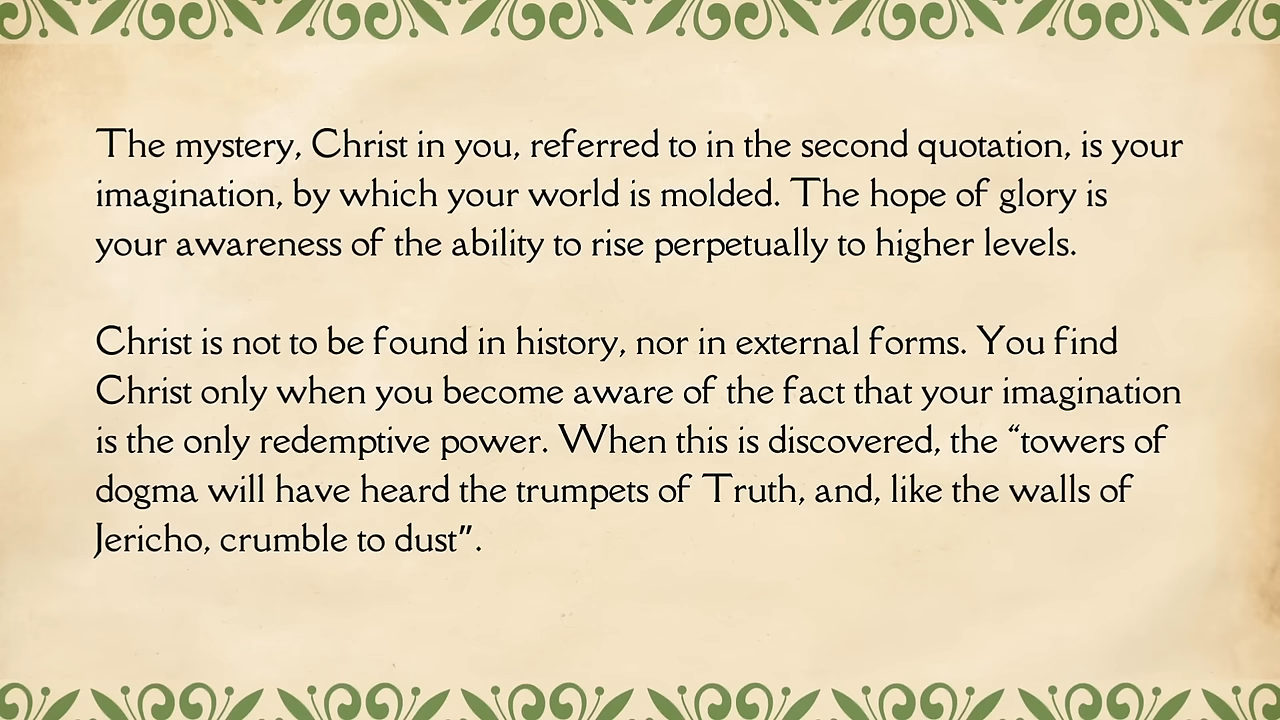 The mystery, Christ in you, referred to in the second quotation, is your
imagination, by which your world is molded. The hope of glory is
your awareness of the ability to rise perpetually to higher levels.
Christ is not to be found in history, nor in external forms. You find
Christ only when you become aware of the fact that your imagination
is the only redemptive power. When this is discovered, the “towers of
dogma will have heard the trumpets of Truth, and, like the walls of
Jericho, crumble to dust”.